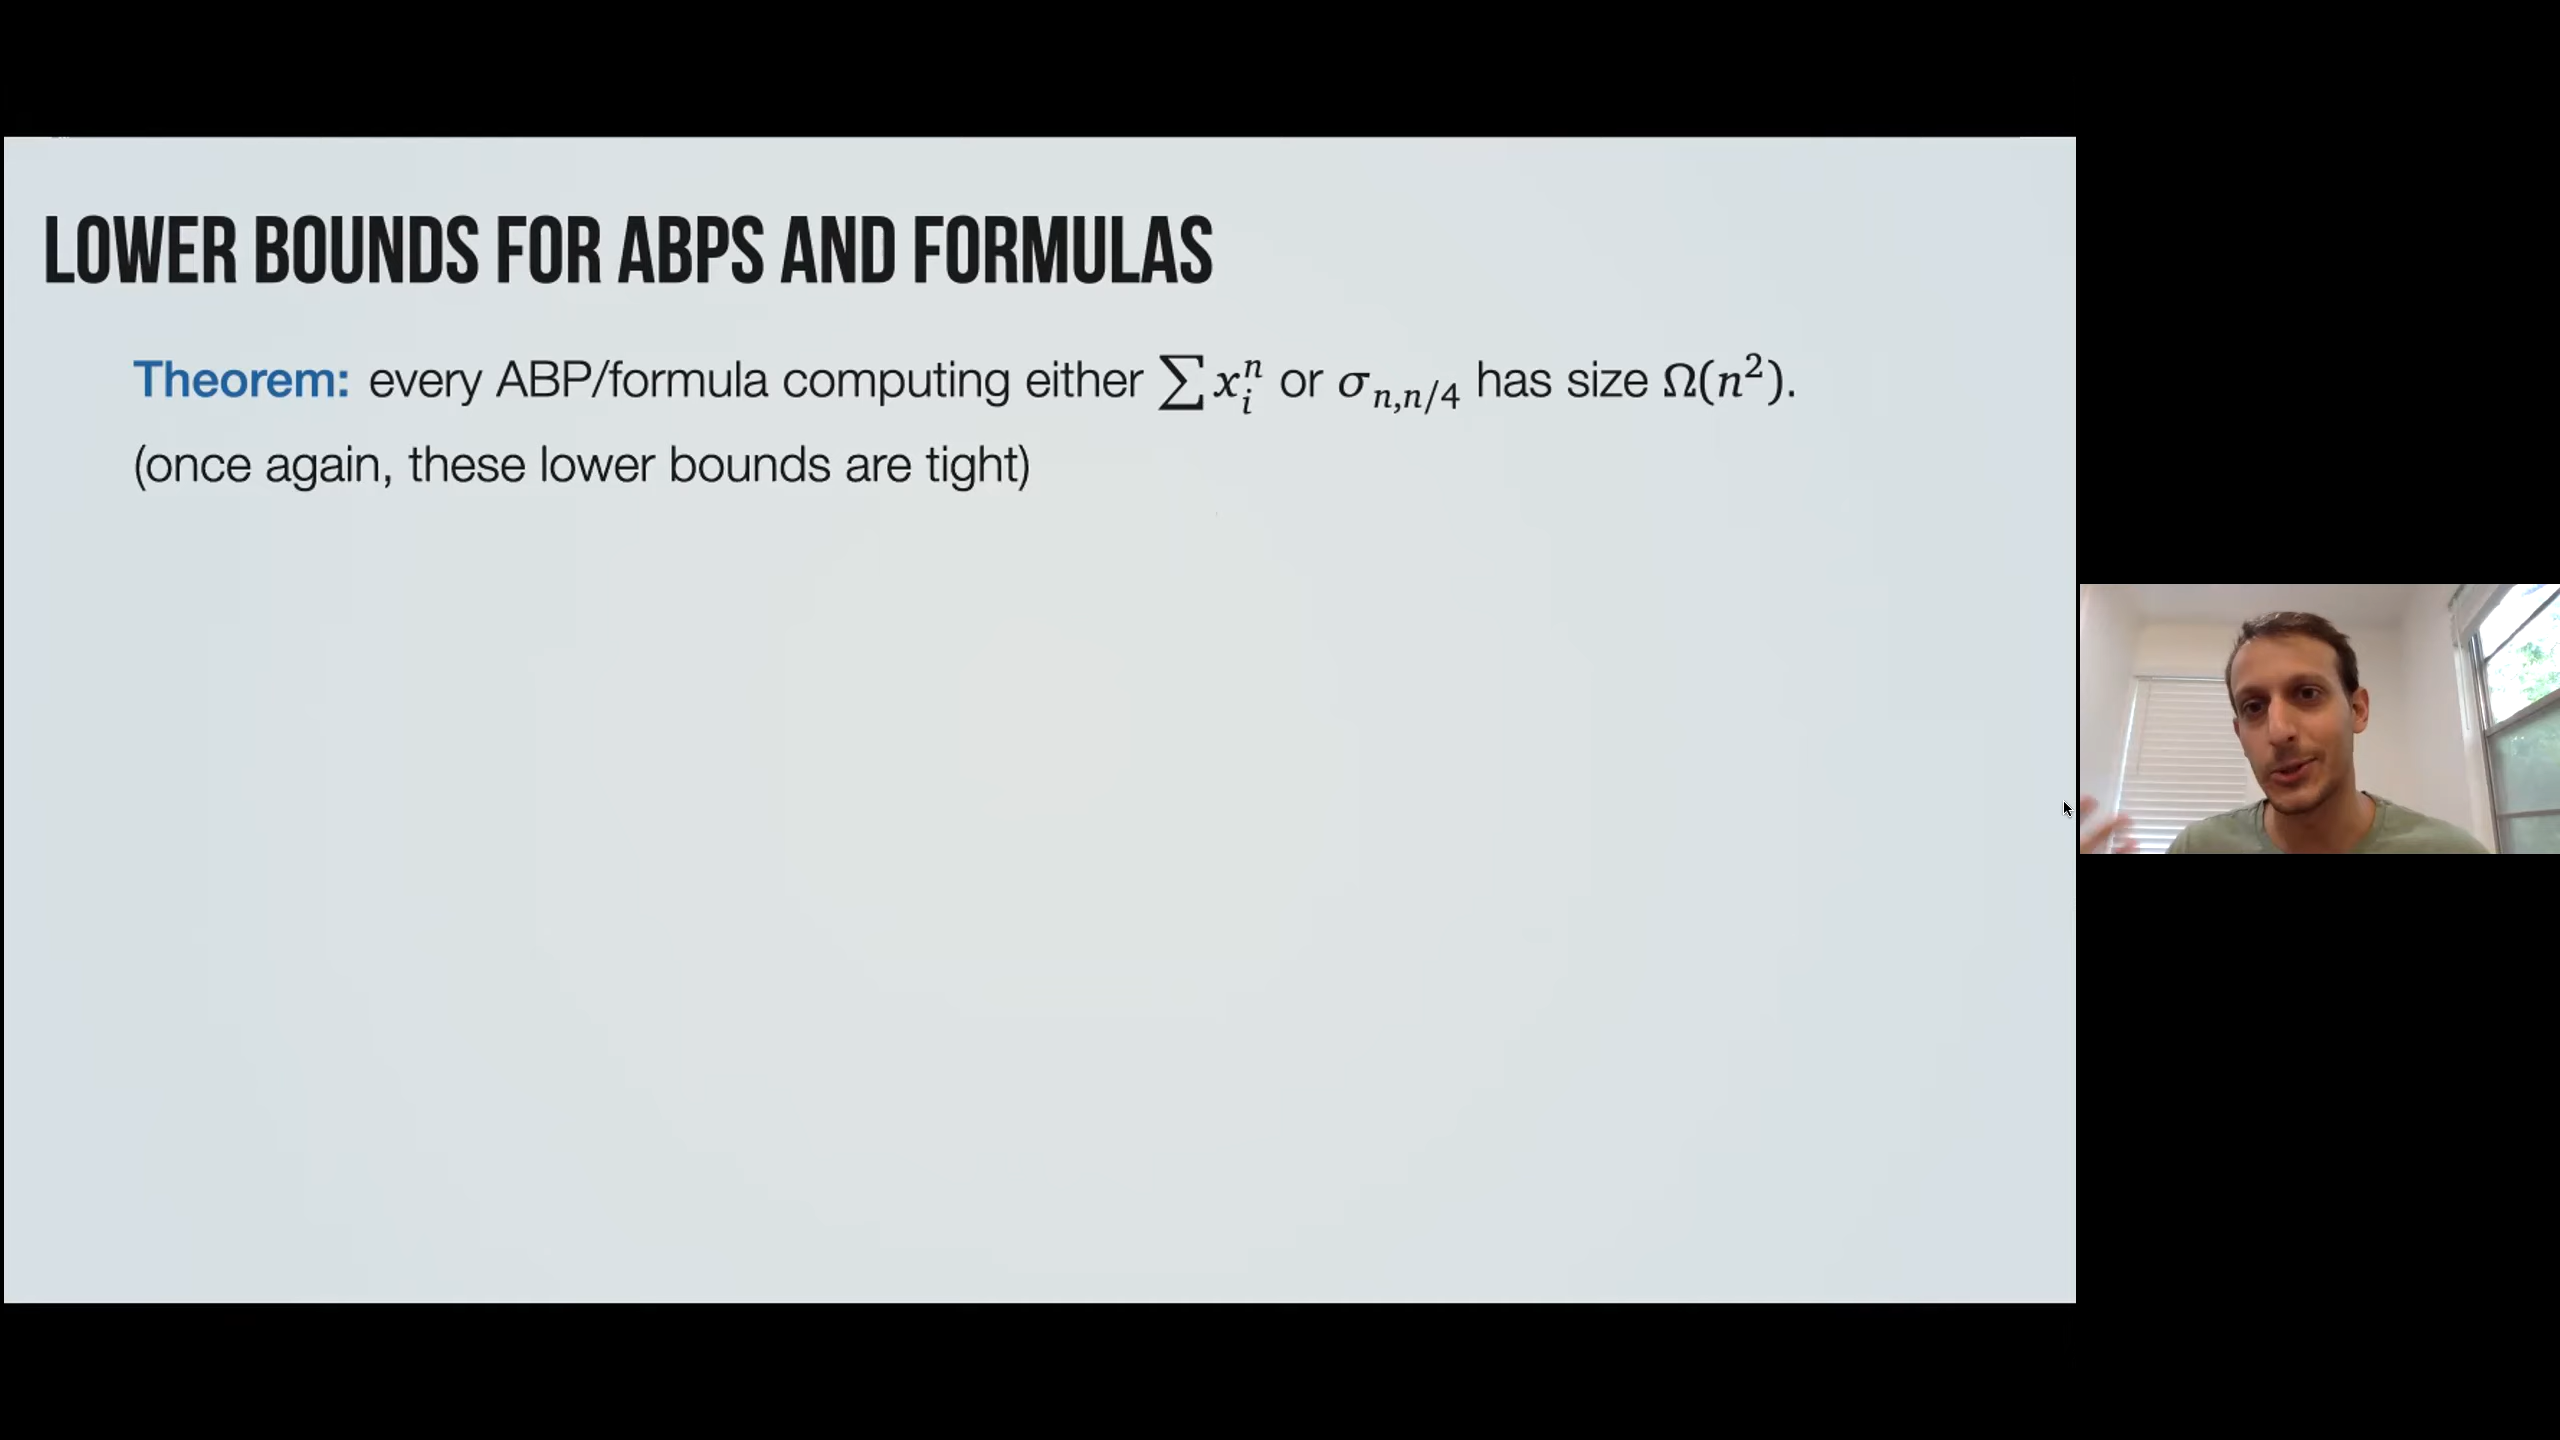 LOWER BOUNDS FOR ABPS AND FORMULAS
Theorem: every ABP/formula computing either ∑xᵢⁿ or σₙ,ₙ/₄ has size Ω(n²).
(once again, these lower bounds are tight)